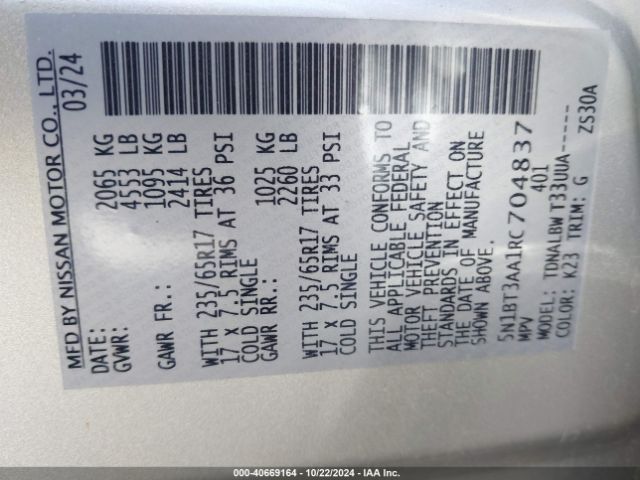 MFD BY NISSAN MOTOR CO., LTD.
DATE: 03/24
GVWR: 2065 KG
4553 LB
GAWR FR.: 1095 KG
2414 LB
WITH 235/65R17 TIRES
17 X 7.5 RIMS AT 36 PSI
COLD SINGLE
GAWR RR.: 1025 KG
2260 LB
WITH 235/65R17 TIRES
17 X 7.5 RIMS AT 33 PSI
COLD SINGLE
THIS VEHICLE CONFORMS TO
ALL APPLICABLE FEDERAL
MOTOR VEHICLE SAFETY AND
THEFT PREVENTION
STANDARDS IN EFFECT ON
THE DATE OF MANUFACTURE
SHOWN ABOVE.
5N1BT3AA1RC704837
MPV 401
MODEL: TDNALBW T33UUA-----
COLOR: K23 TRIM: G ZS30A
000-40669164 - 10/22/2024 - IAA Inc.